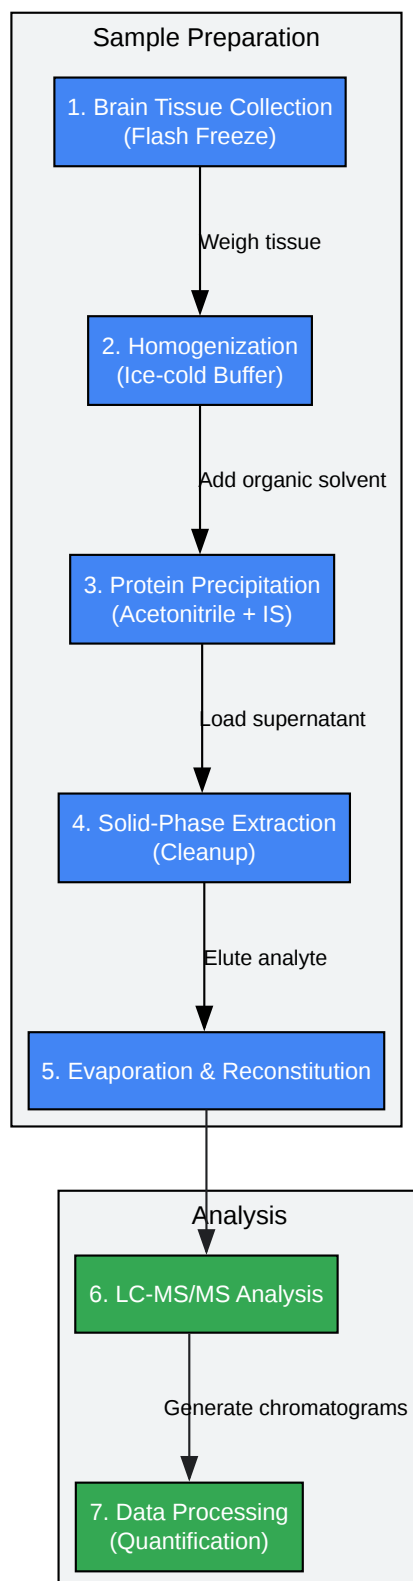 Sample Preparation
1. Brain Tissue Collection
(Flash Freeze)
Weigh tissue
2. Homogenization
(Ice-cold Buffer)
Add organic solvent
3. Protein Precipitation
(Acetonitrile + IS)
Load supernatant
4. Solid-Phase Extraction
(Cleanup)
Elute analyte
5. Evaporation & Reconstitution
Analysis
6. LC-MS/MS Analysis
Generate chromatograms
7. Data Processing
(Quantification)